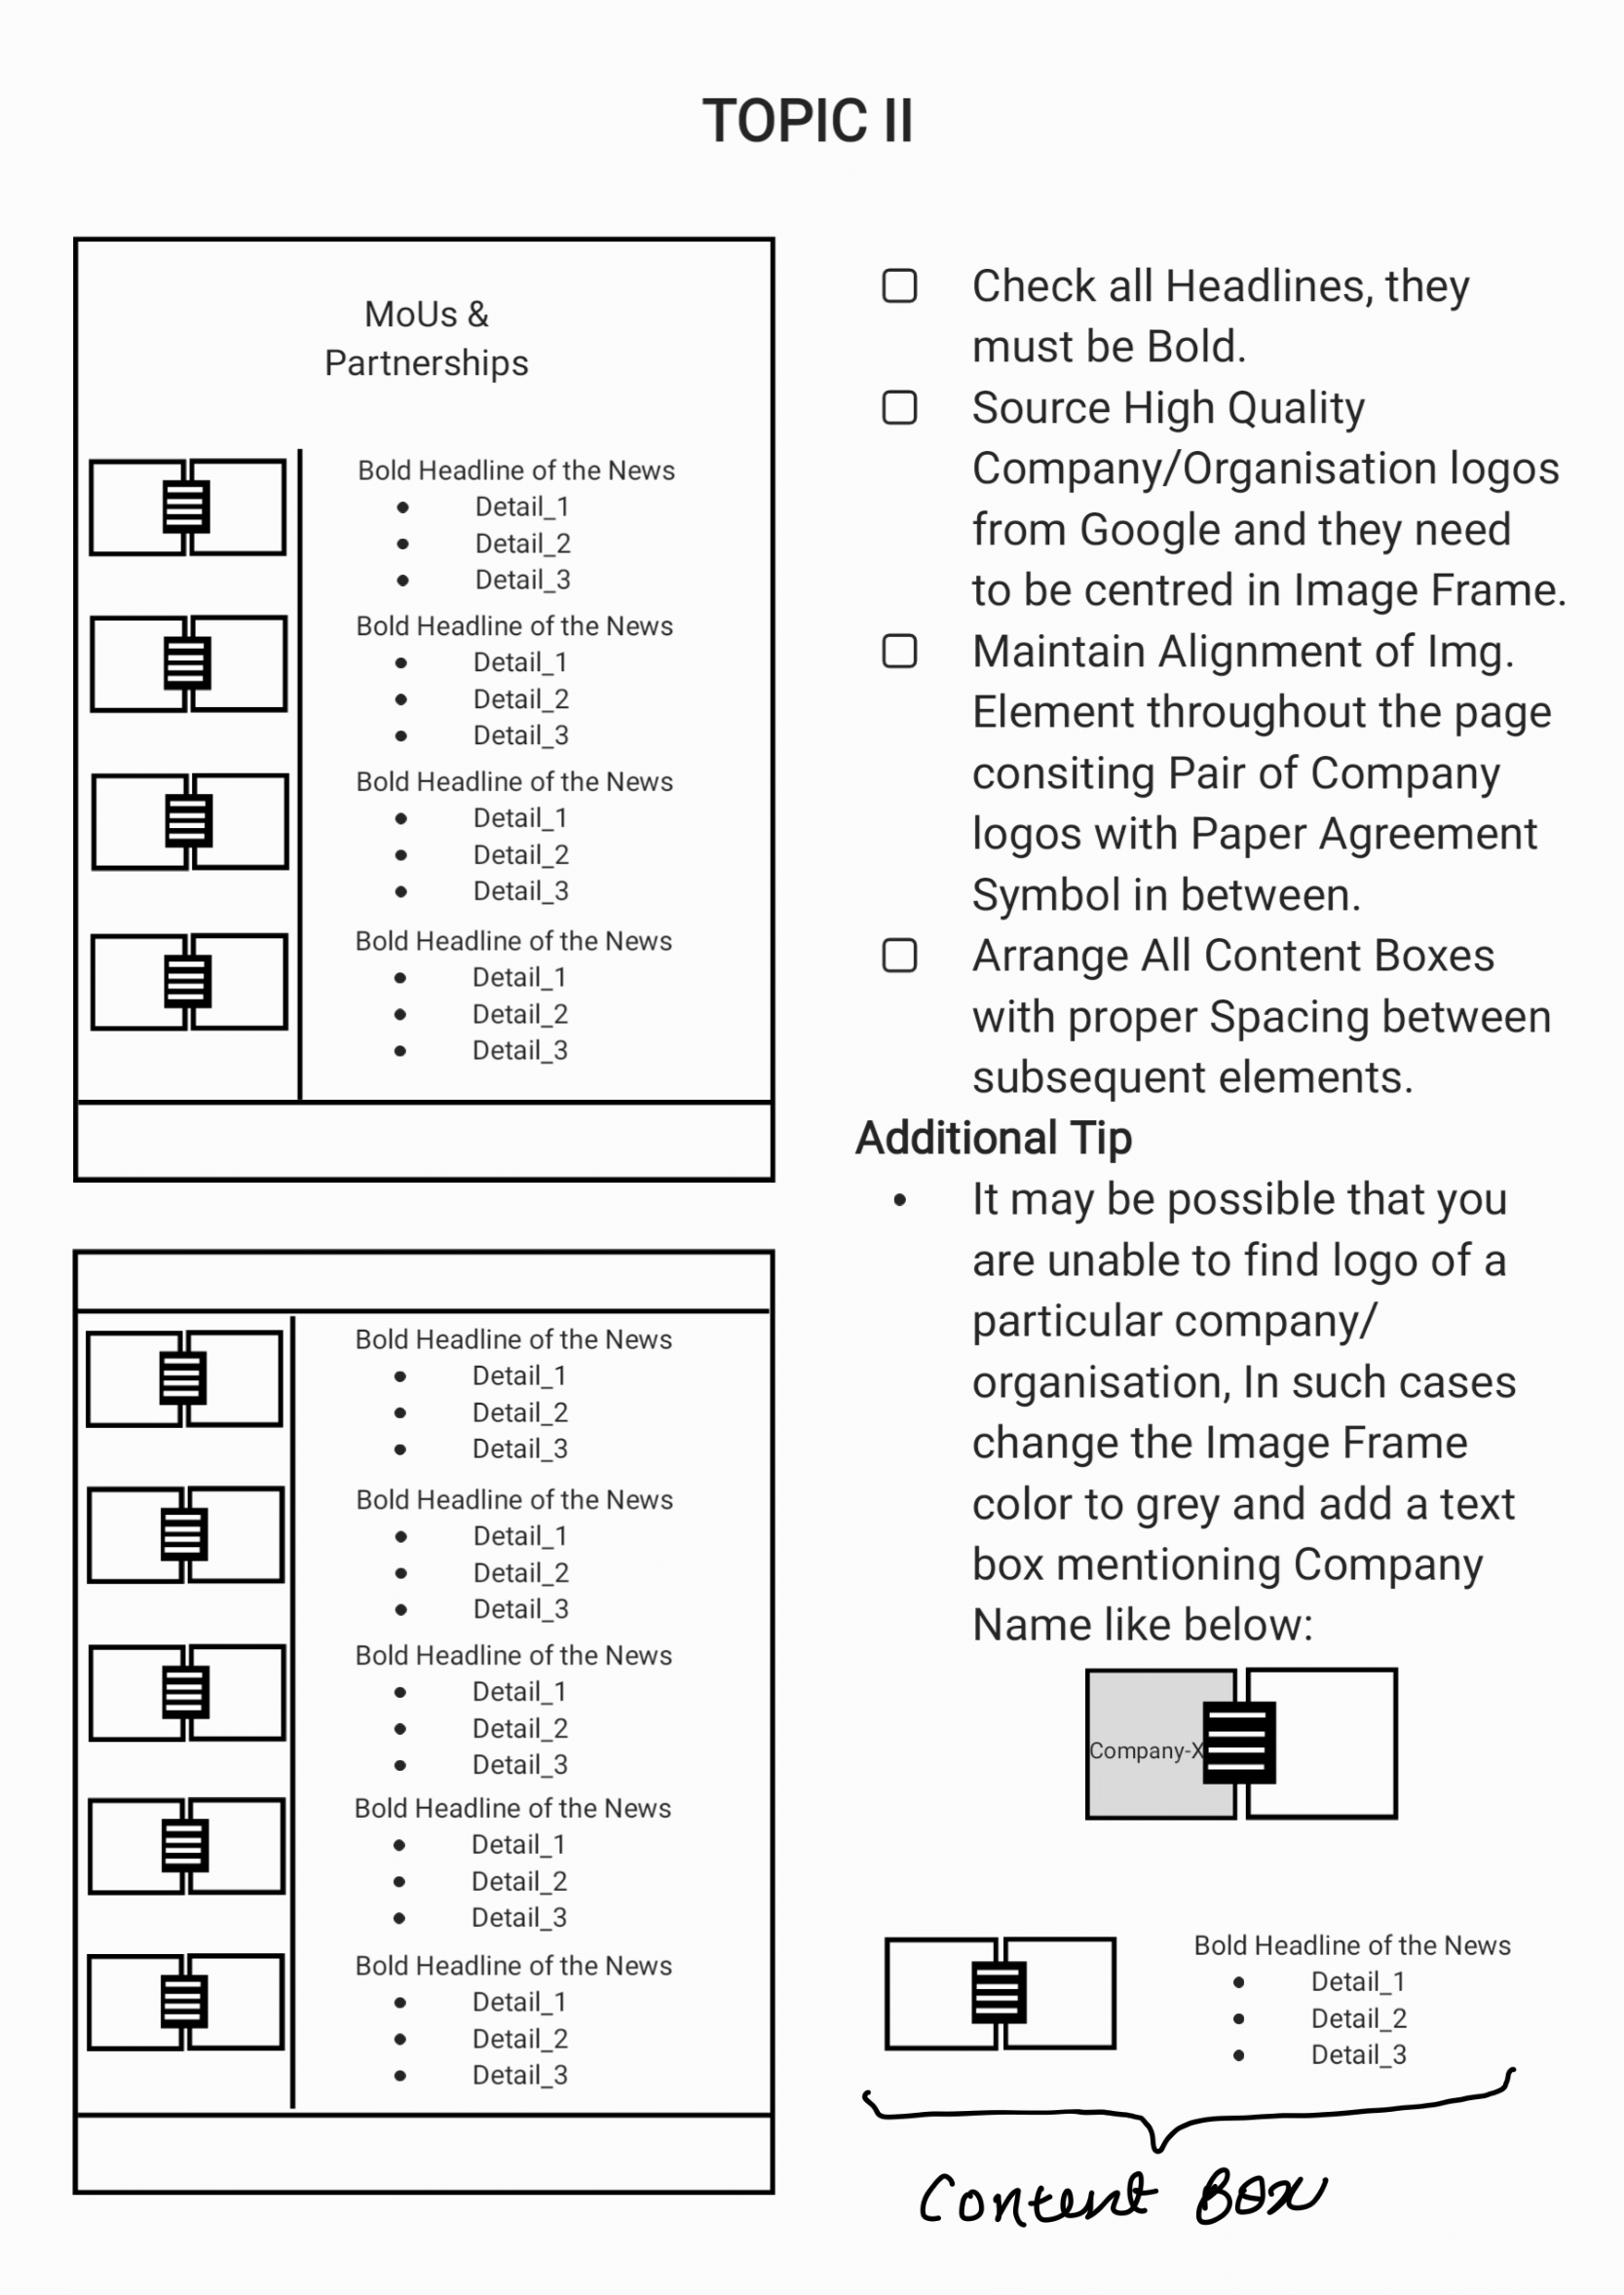 TOPIC II
MoUs &
Partnerships
Bold Headline of the News
• Detail_1
• Detail_2
• Detail_3
Bold Headline of the News
• Detail_1
• Detail_2
• Detail_3
Bold Headline of the News
• Detail_1
• Detail_2
• Detail_3
Bold Headline of the News
• Detail_1
• Detail_2
• Detail_3
Bold Headline of the News
• Detail_1
• Detail_2
• Detail_3
Bold Headline of the News
• Detail_1
• Detail_2
• Detail_3
Bold Headline of the News
• Detail_1
• Detail_2
• Detail_3
Bold Headline of the News
• Detail_1
• Detail_2
• Detail_3
Bold Headline of the News
• Detail_1
• Detail_2
• Detail_3
Check all Headlines, they
must be Bold.
Source High Quality
Company/Organisation logos
from Google and they need
to be centred in Image Frame.
Maintain Alignment of Img.
Element throughout the page
consiting Pair of Company
logos with Paper Agreement
Symbol in between.
Arrange All Content Boxes
with proper Spacing between
subsequent elements.
Additional Tip
• It may be possible that you
are unable to find logo of a
particular company/
organisation, In such cases
change the Image Frame
color to grey and add a text
box mentioning Company
Name like below:
Company-X
Bold Headline of the News
• Detail_1
• Detail_2
• Detail_3
Content Box